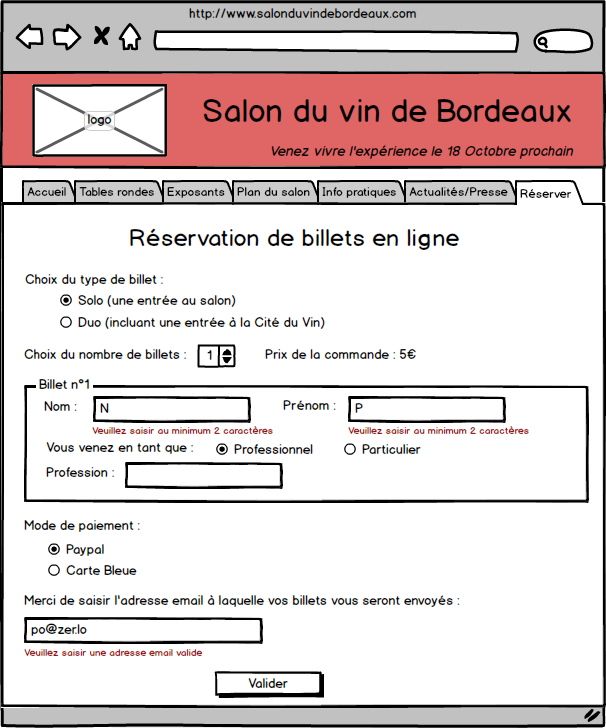 http://www.salonduvindebordeaux.com
logo
Salon du vin de Bordeaux
Venez vivre l'expérience le 18 Octobre prochain
Accueil Tables rondes Exposants Plan du salon Info pratiques Actualités/Presse Réserver
Réservation de billets en ligne
Choix du type de billet :
Solo (une entrée au salon)
Duo (incluant une entrée à la Cité du Vin)
Choix du nombre de billets : 1 Prix de la commande : 5€
Billet n°1
Nom : N Prénom : P
Veuillez saisir au minimum 2 caractères Veuillez saisir au minimum 2 caractères
Vous venez en tant que : Professionnel Particulier
Profession :
Mode de paiement :
Paypal
Carte Bleue
Merci de saisir l'adresse email à laquelle vos billets vous seront envoyés :
po@zer.lo
Veuillez saisir une adresse email valide
Valider